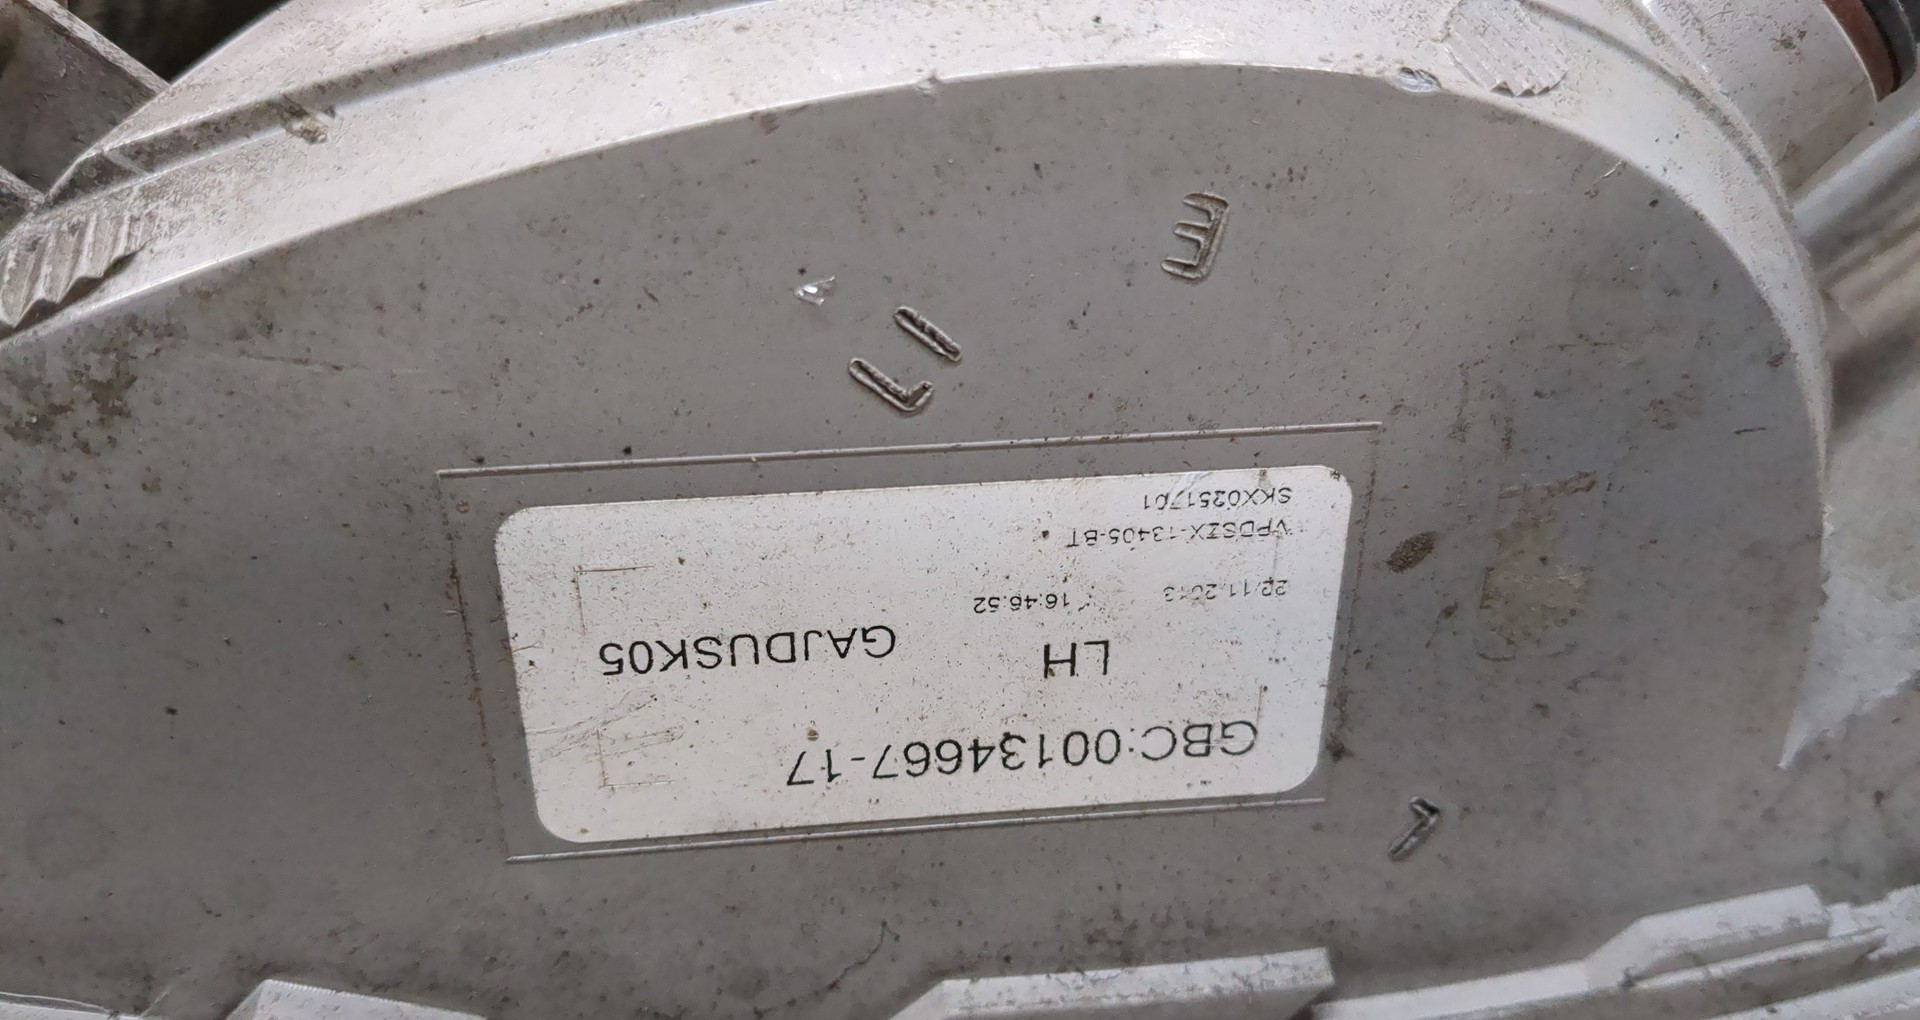 GBC:00134667-17
LH GAJDUSK05
22/11/2013 16:46:52
VPDSZX-13405-BT
SKX0251701
E